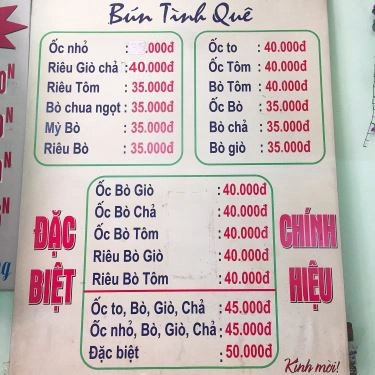 Bún Tình Quê
Ốc nhỏ : .000đ
Riêu Giò chả : 40.000đ
Riêu Tôm : 35.000đ
Bò chua ngọt : 35.000đ
Mỳ Bò : 35.000đ
Riêu Bò : 35.000đ
Ốc to : 40.000đ
Ốc Tôm : 40.000đ
Bò Tôm : 40.000đ
Ốc Bò : 35.000đ
Bò chả : 35.000đ
Bò giò : 35.000đ
ĐẶC
BIỆT
Ốc Bò Giò : 40.000đ
Ốc Bò Chả : 40.000đ
Ốc Bò Tôm : 40.000đ
Riêu Bò Giò : 40.000đ
Riêu Bò Tôm : 40.000đ
Ốc to, Bò, Giò, Chả : 45.000đ
Ốc nhỏ, Bò, Giò, Chả : 45.000đ
Đặc biệt : 50.000đ
CHÍNH
HIỆU
Kính mời!